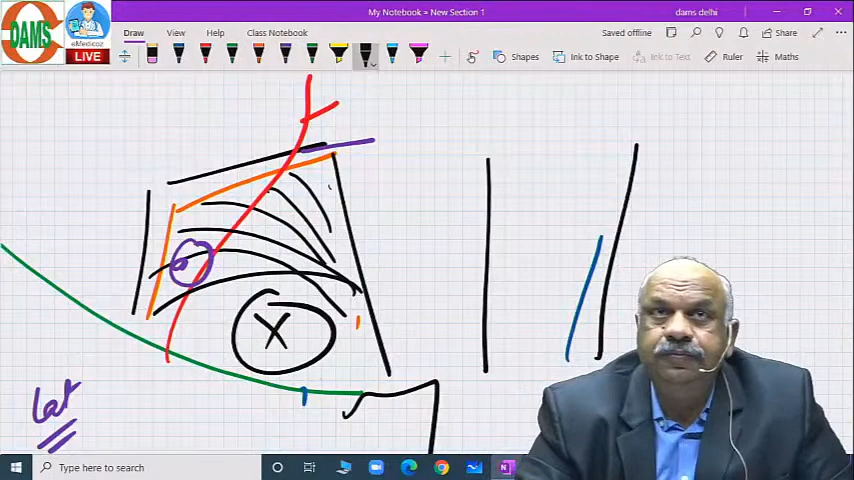 DAMS
eMedicoz
LIVE
My Notebook » New Section 1
dams delhi
Draw
View
Help
Class Notebook
Saved offline
Share
Shapes
Ink to Shape
Ink to Text
Ruler
Maths
X
Lat
Type here to search
N